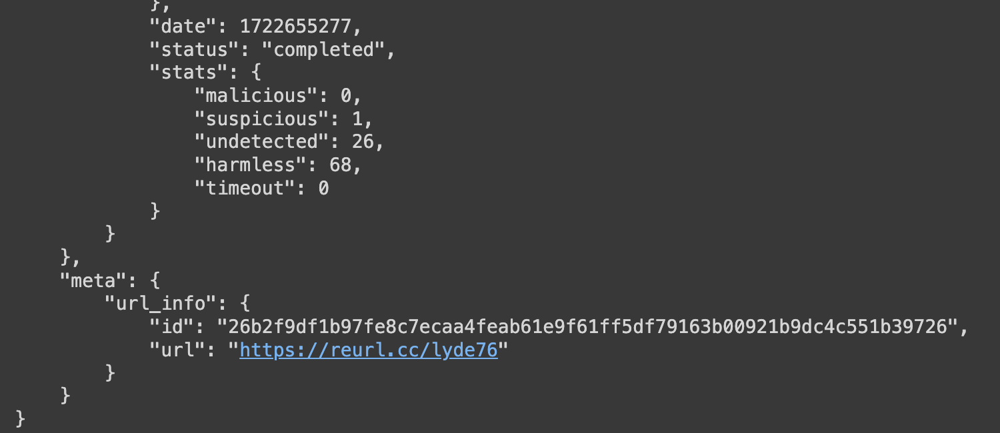 },
"date": 1722655277,
"status": "completed",
"stats": {
"malicious": 0,
"suspicious": 1,
"undetected": 26,
"harmless": 68,
"timeout": 0
}
}
},
"meta": {
"url_info": {
"id": "26b2f9df1b97fe8c7ecaa4feab61e9f61ff5df79163b00921b9dc4c551b39726",
"url": "https://reurl.cc/lyde76"
}
}
}